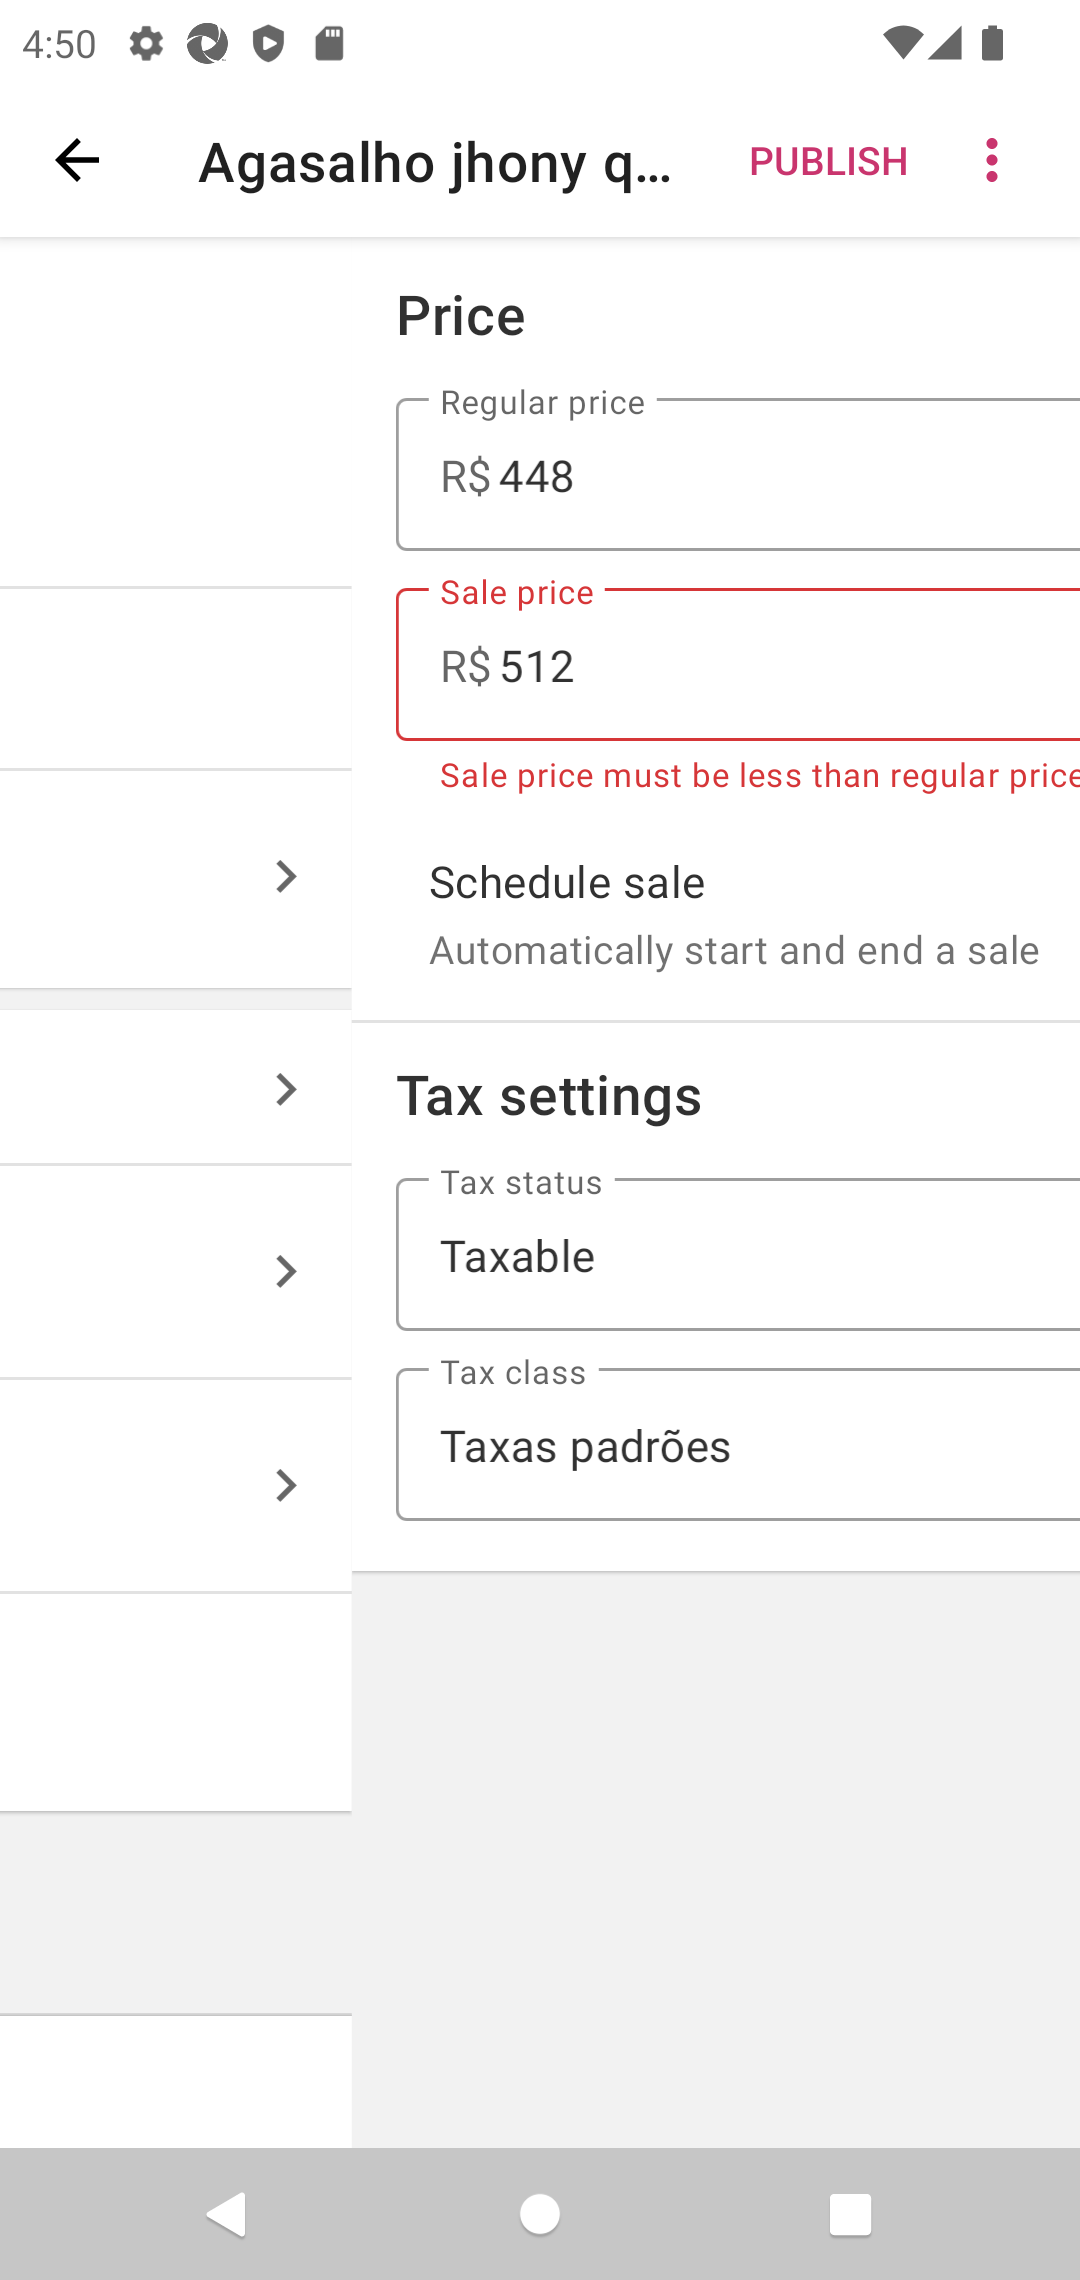 4:50
Agasalho jhony q...
PUBLISH
Price
Regular price
R$ 448
Sale price
R$ 512
Sale price must be less than regular price
Schedule sale
Automatically start and end a sale
Tax settings
Tax status
Taxable
Tax class
Taxas padrões